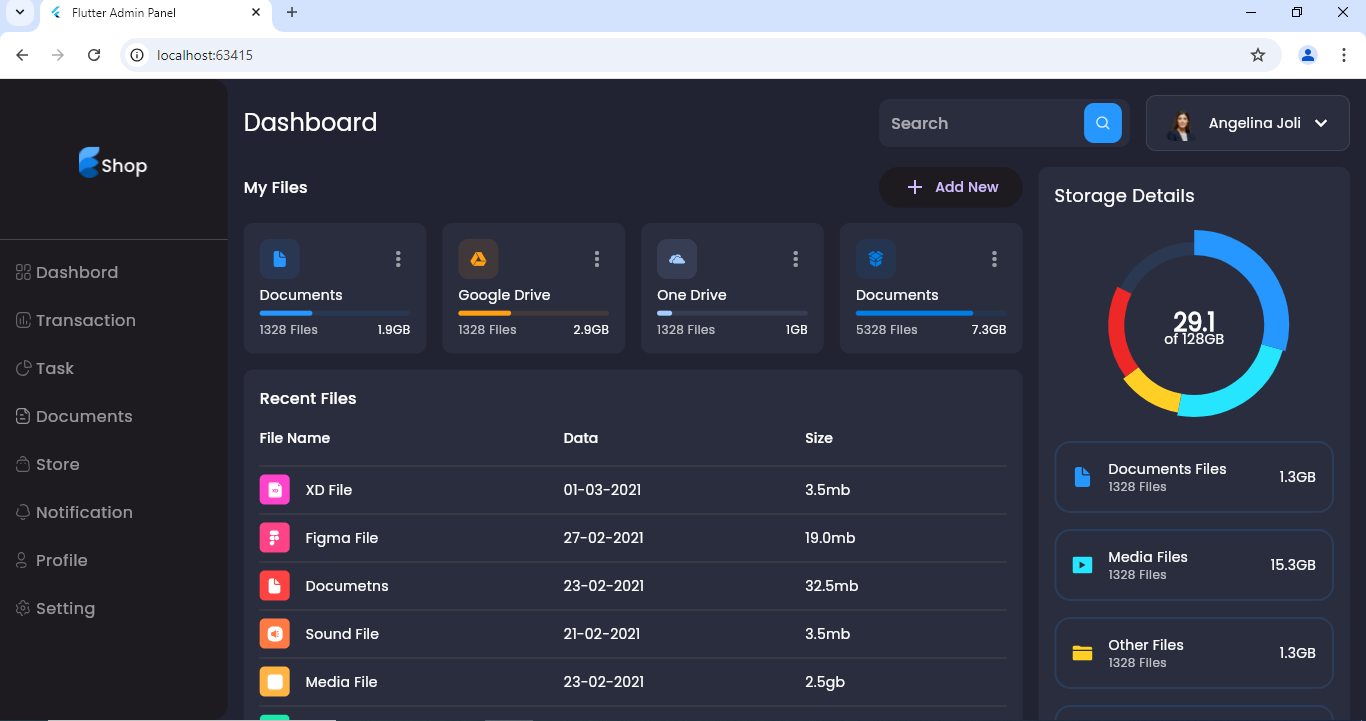 Flutter Admin Panel
localhost:63415
Shop
Dashbord
Transaction
Task
Documents
Store
Notification
Profile
Setting
Dashboard
Search
Angelina Joli
My Files
Add New
Documents
1328 Files 1.9GB
Google Drive
1328 Files 2.9GB
One Drive
1328 Files 1GB
Documents
5328 Files 7.3GB
Recent Files
File Name Data Size
XD File 01-03-2021 3.5mb
Figma File 27-02-2021 19.0mb
Documetns 23-02-2021 32.5mb
Sound File 21-02-2021 3.5mb
Media File 23-02-2021 2.5gb
Storage Details
29.1
of 128GB
Documents Files
1328 Files
1.3GB
Media Files
1328 Files
15.3GB
Other Files
1328 Files
1.3GB